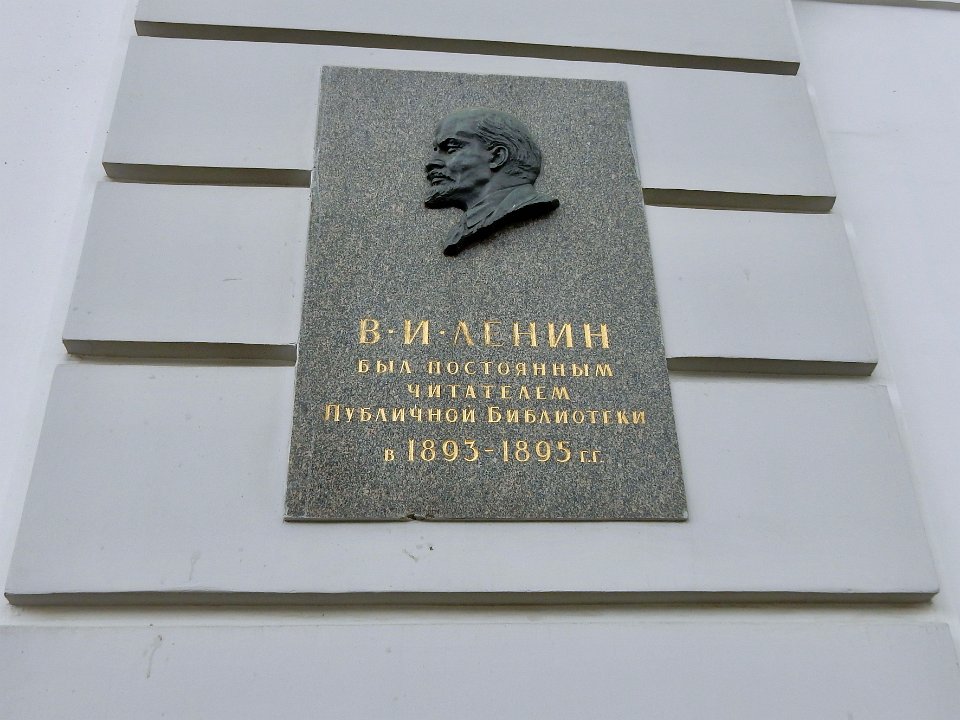 В·И·ЛЕНИН
БЫЛ ПОСТОЯННЫМ
ЧИТАТЕЛЕМ
ПУБЛИЧНОЙ БИБЛИОТЕКИ
В 1893-1895 Г.Г.